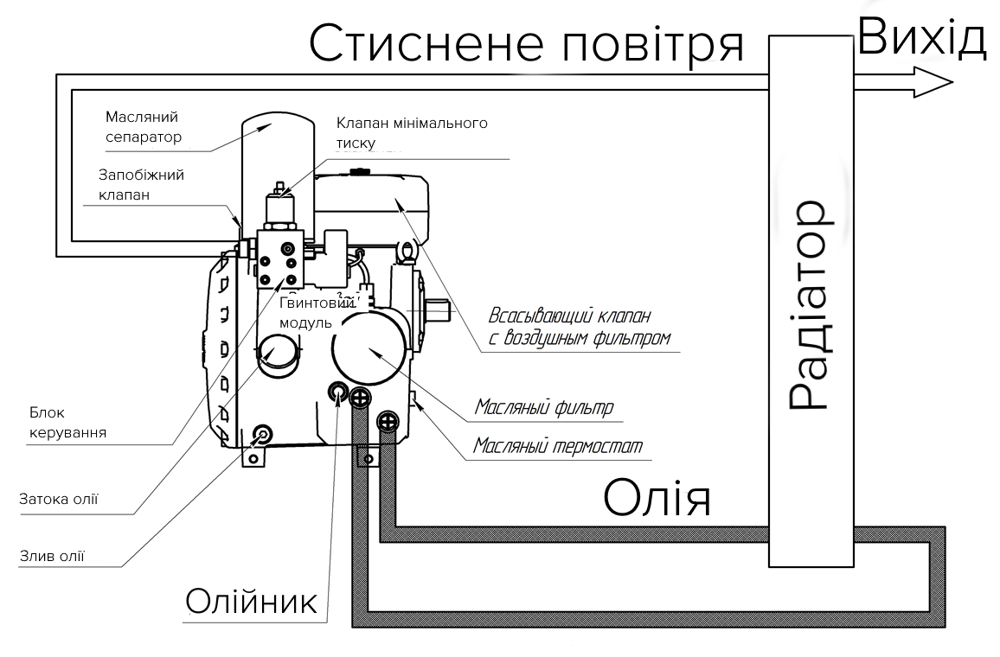 Стиснене повітря
Вихід
Масляний
сепаратор
Клапан мінімального
тиску
Запобіжний
клапан
Радіатор
Гвинтовий
модуль
Всасывающий клапан
с воздушным фильтром
Масляный фильтр
Блок
керування
Масляный термостат
Затока олії
Олія
Злив олії
Олійник